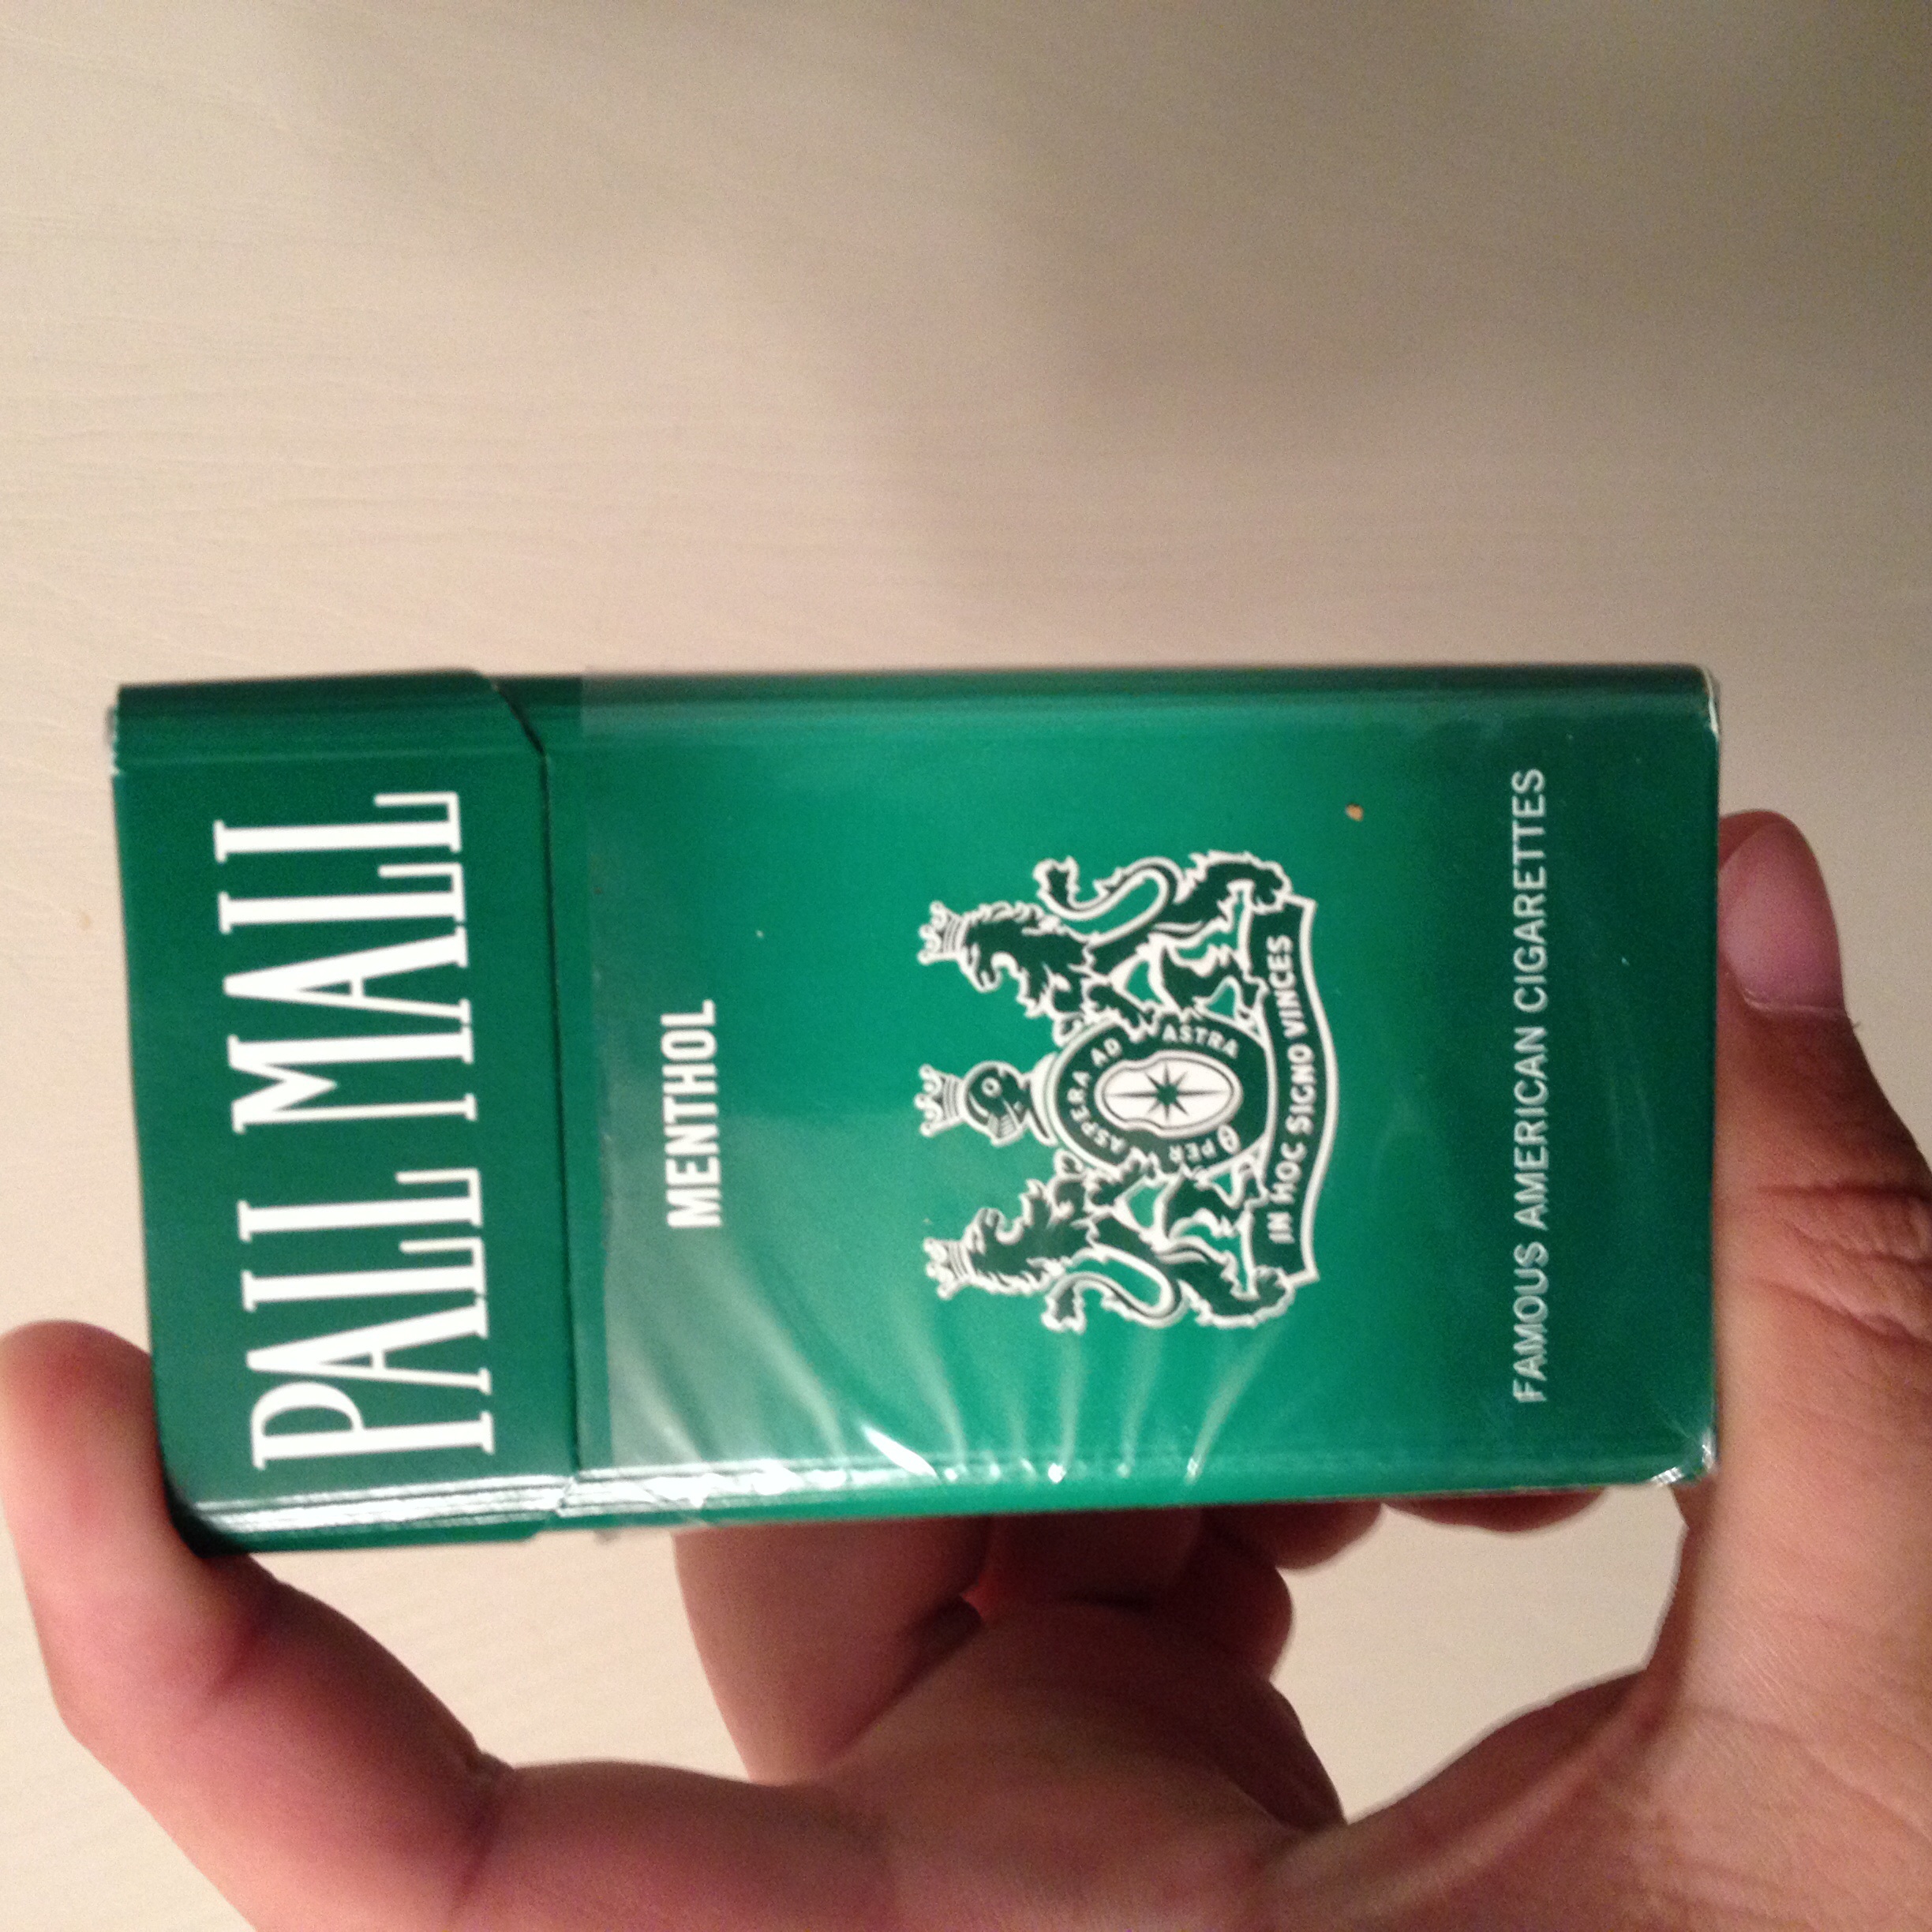 PALL MALL
MENTHOL
PER ASPERA AD ASTRA
IN HOC SIGNO VINCES
FAMOUS AMERICAN CIGARETTES